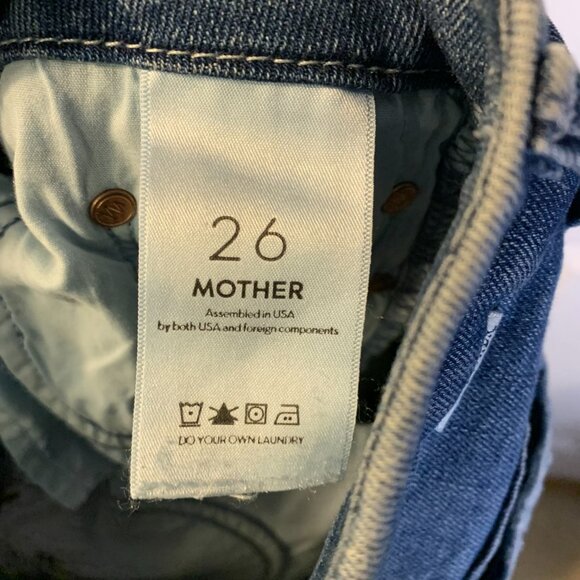 26
MOTHER
Assembled in USA
by both USA and foreign components
DO YOUR OWN LAUNDRY